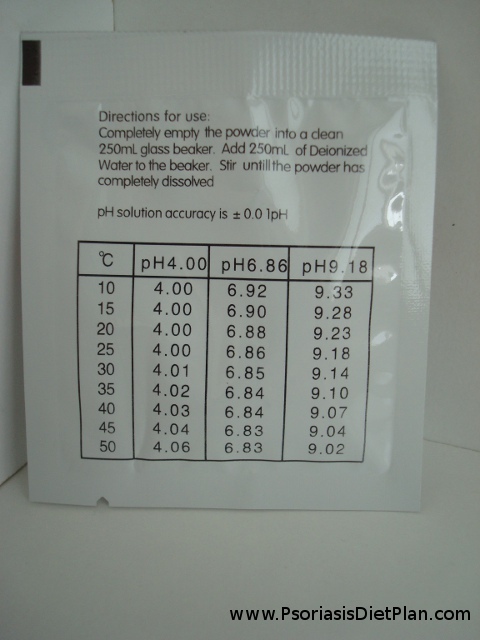 Directions for use:
Completely empty the powder into a clean
250mL glass beaker. Add 250mL of Deionized
Water to the beaker. Stir untill the powder has
completely dissolved
pH solution accuracy is ± 0.01pH
℃ pH4.00 pH6.86 pH9.18
10 4.00 6.92 9.33
15 4.00 6.90 9.28
20 4.00 6.88 9.23
25 4.00 6.86 9.18
30 4.01 6.85 9.14
35 4.02 6.84 9.10
40 4.03 6.84 9.07
45 4.04 6.83 9.04
50 4.06 6.83 9.02
www.PsoriasisDietPlan.com